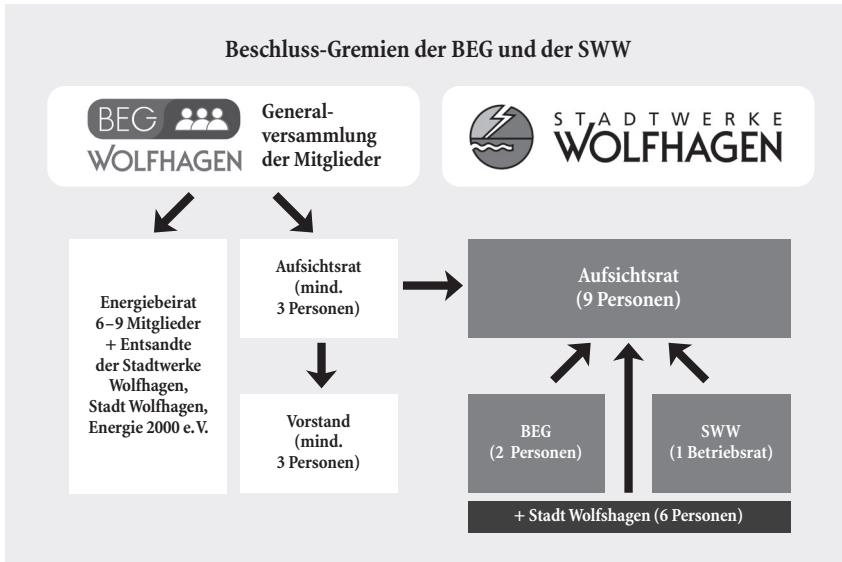 Beschluss-Gremien der BEG und der SWW
BEG
WOLFHAGEN
General-
versammlung
der Mitglieder
STADTWERKE
WOLFHAGEN
Energiebeirat
6–9 Mitglieder
+ Entsandte
der Stadtwerke
Wolfhagen,
Stadt Wolfhagen,
Energie 2000 e. V.
Aufsichtsrat
(mind.
3 Personen)
Vorstand
(mind.
3 Personen)
Aufsichtsrat
(9 Personen)
BEG
(2 Personen)
SWW
(1 Betriebsrat)
+ Stadt Wolfshagen (6 Personen)